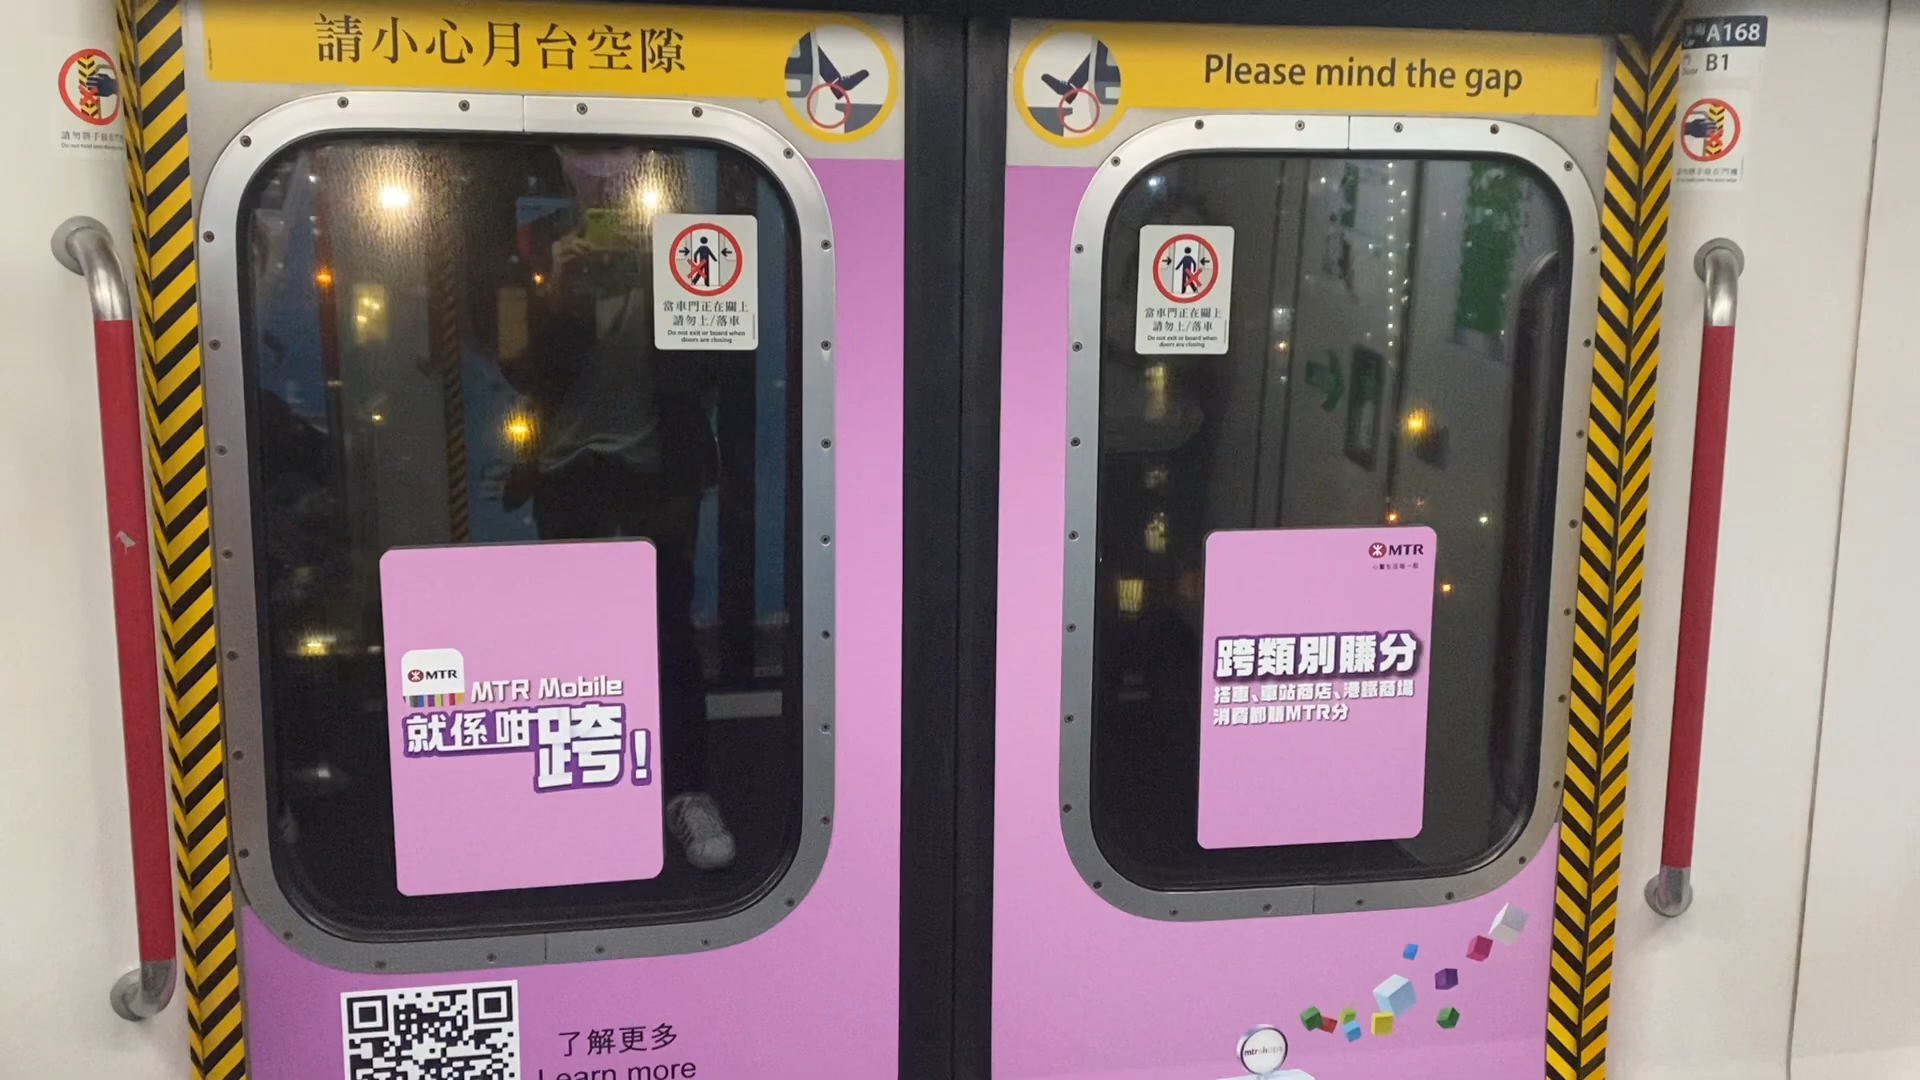 請小心月台空隙
Please mind the gap
A168
Door B1
當車門正在關上
請勿上/落車
Do not exit or board when
doors are closing
當車門正在關上
請勿上/落車
Do not exit or board when
doors are closing
MTR
MTR Mobile
就係咁跨!
MTR
跨類別賺分
搭車、車站商店、港鐵商場
消費都賺MTR分
了解更多
Learn more